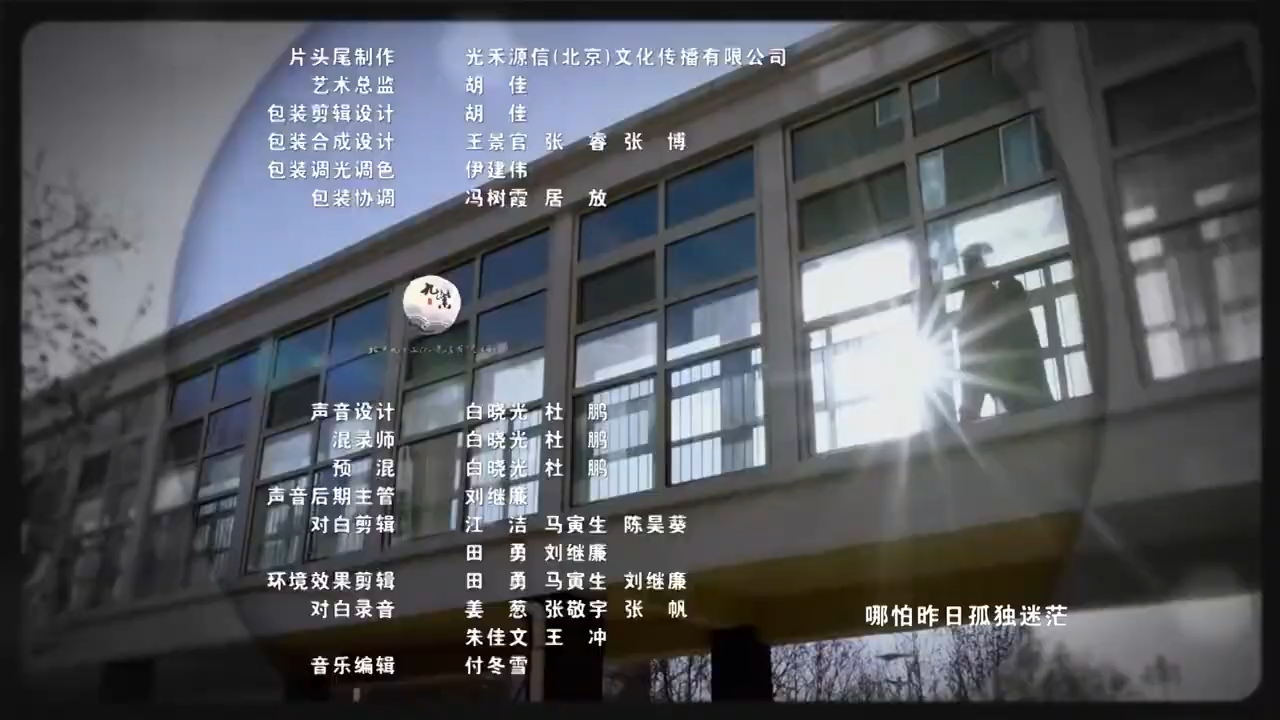 片头尾制作 光禾源信(北京)文化传播有限公司
艺术总监 胡 佳
包装剪辑设计 胡 佳
包装合成设计 王景官 张 睿 张 博
包装调光调色 伊建伟
包装协调 冯树霞 居 放
声音设计 白晓光 杜 鹏
混录师 白晓光 杜 鹏
预 混 白晓光 杜 鹏
声音后期主管 刘继廉
对白剪辑 江 洁 马寅生 陈昊葵
田 勇 刘继廉
环境效果剪辑 田 勇 马寅生 刘继廉
对白录音 姜 葱 张敬宇 张 帆
朱佳文 王 冲
音乐编辑 付冬雪
哪怕昨日孤独迷茫